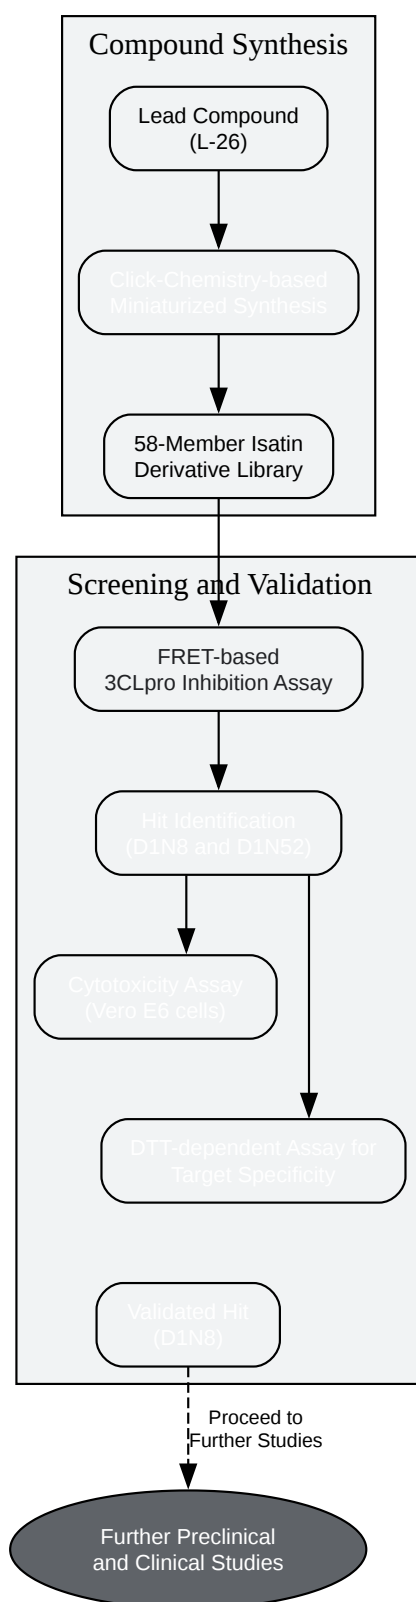 Compound Synthesis
Lead Compound
(L-26)
Click-Chemistry-based
Miniaturized Synthesis
58-Member Isatin
Derivative Library
Screening and Validation
FRET-based
3CLpro Inhibition Assay
Hit Identification
(D1N8 and D1N52)
Cytotoxicity Assay
(Vero E6 cells)
DTT-dependent Assay for
Target Specificity
Validated Hit
(D1N8)
Proceed to
Further Studies
Further Preclinical
and Clinical Studies